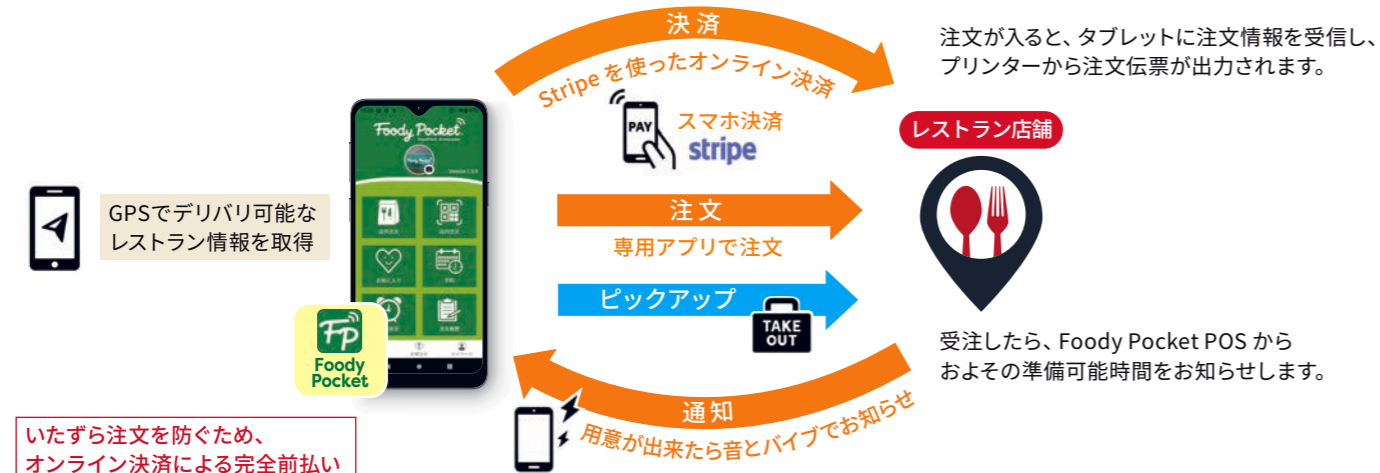 決済
Stripe を使ったオンライン決済
注文が入ると、タブレットに注文情報を受信し、
プリンターから注文伝票が出力されます。
PAY
スマホ決済
stripe
レストラン店舗
Foody Pocket
GPSでデリバリ可能な
レストラン情報を取得
注文
専用アプリで注文
ピックアップ
TAKE
OUT
FP
Foody
Pocket
受注したら、Foody Pocket POS から
おおよその準備可能時間をお知らせします。
通知
用意が出来たら音とバイブでお知らせ
いたずら注文を防ぐため、
オンライン決済による完全前払い